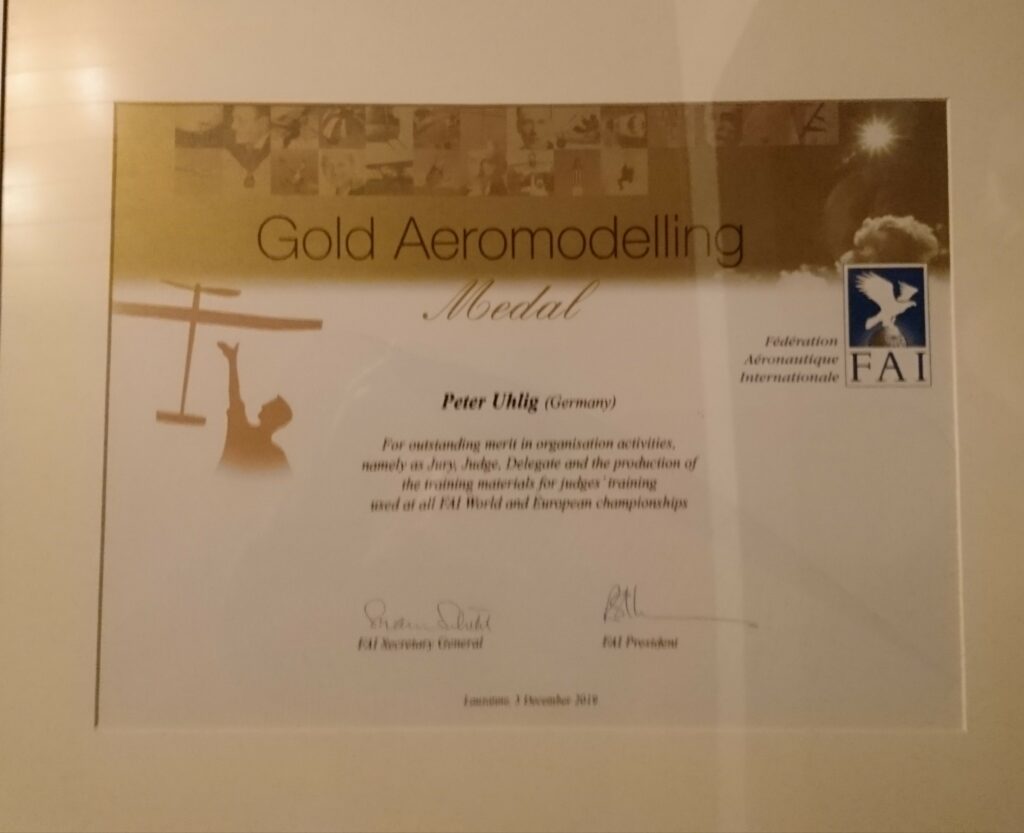 Gold Aeromodelling
Medal
Fédération
Aéronautique
Internationale
FAI
Peter Uhlig (Germany)
For outstanding merit in organisation activities,
namely as Jury, Judge, Delegate and the production of
the training materials for judges' training
used at all FAI World and European championships
FAI Secretary General
FAI President
3 December